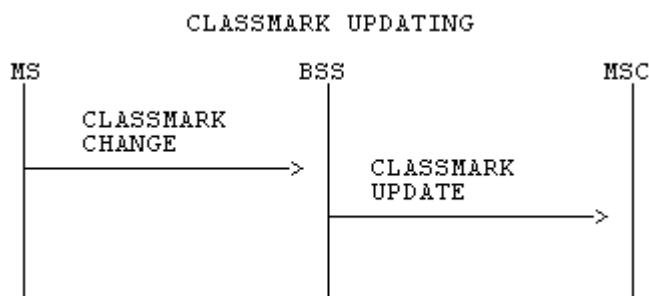 CLASSMARK UPDATING
MS BSS MSC
CLASSMARK
CHANGE
CLASSMARK
UPDATE